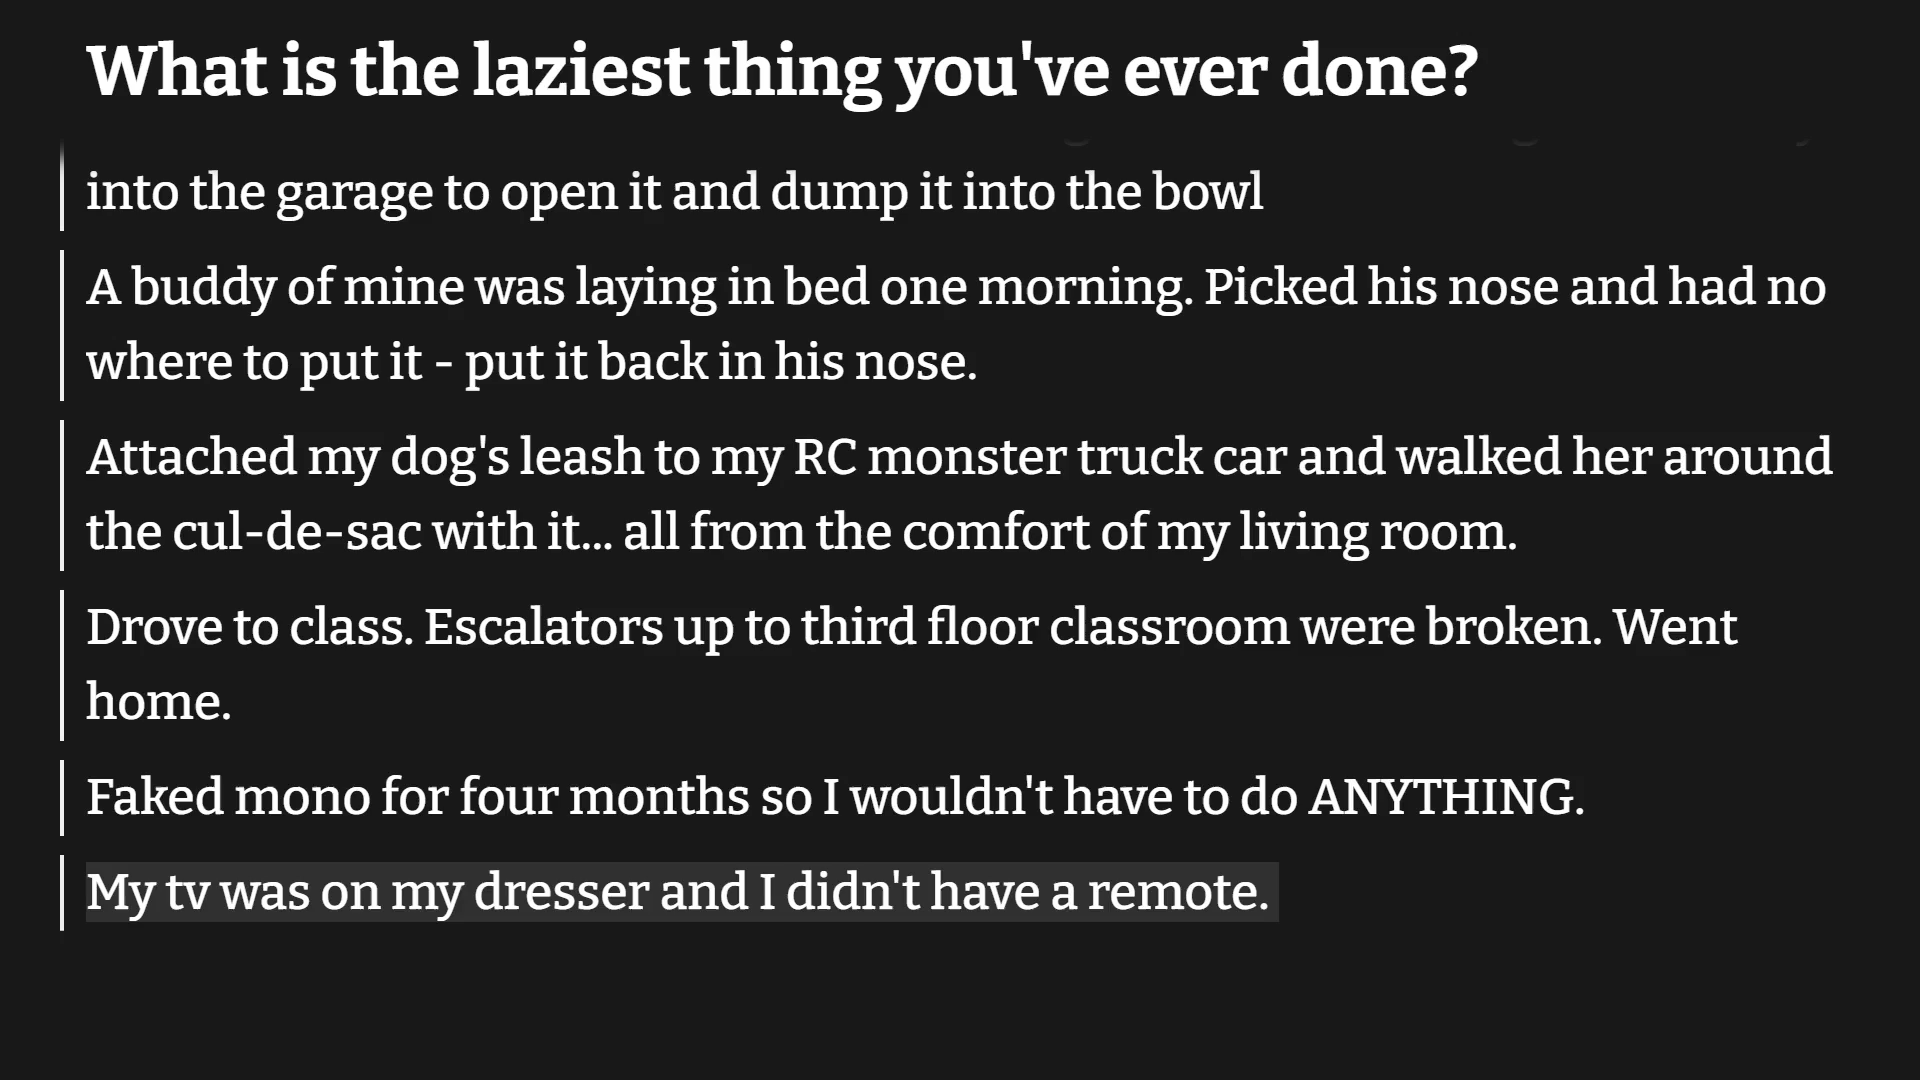 What is the laziest thing you've ever done?
into the garage to open it and dump it into the bowl
A buddy of mine was laying in bed one morning. Picked his nose and had no
where to put it - put it back in his nose.
Attached my dog's leash to my RC monster truck car and walked her around
the cul-de-sac with it... all from the comfort of my living room.
Drove to class. Escalators up to third floor classroom were broken. Went
home.
Faked mono for four months so I wouldn't have to do ANYTHING.
My tv was on my dresser and I didn't have a remote.